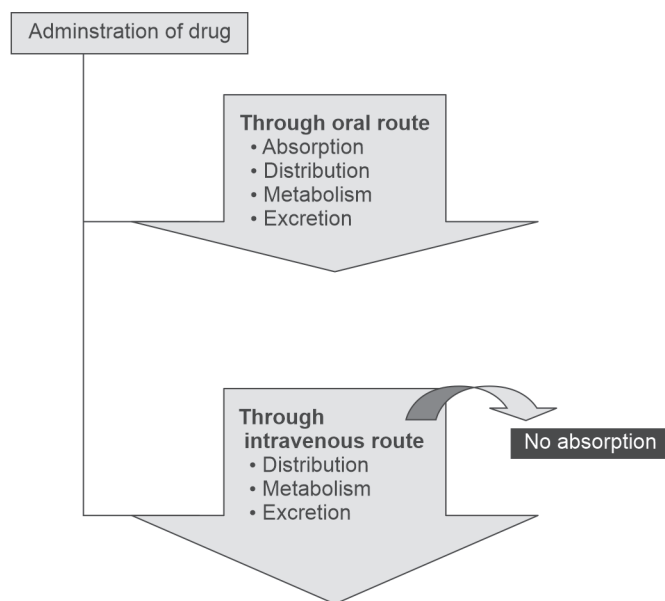 Adminstration of drug
Through oral route
• Absorption
• Distribution
• Metabolism
• Excretion
Through
intravenous route
• Distribution
• Metabolism
• Excretion
No absorption